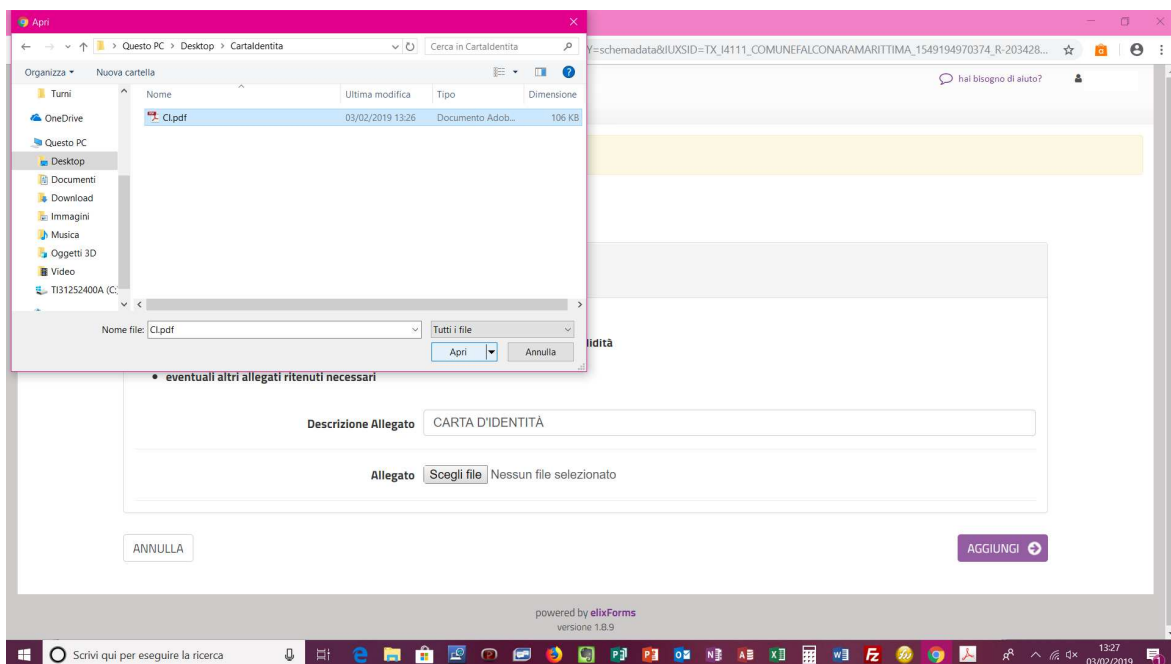 Apri
Questo PC > Desktop > CartaIdentita
Cerca in CartaIdentita
Y=schemadata&IUXSID=TX_I4111_COMUNEFALCONARAMARITTIMA_1549194970374_R-203428...
Organizza
Nuova cartella
hai bisogno di aiuto?
Turni
OneDrive
Questo PC
Desktop
Documenti
Download
Immagini
Musica
Oggetti 3D
Video
TI31252400A (C:
Nome Ultima modifica Tipo Dimensione
CI.pdf 03/02/2019 13:26 Documento Adob... 106 KB
Nome file: CI.pdf
Tutti i file
Apri
Annulla
lidità
• eventuali altri allegati ritenuti necessari
Descrizione Allegato CARTA D'IDENTITÀ
Allegato Scegli file Nessun file selezionato
ANNULLA
AGGIUNGI
powered by elixForms
versione 1.8.9
Scrivi qui per eseguire la ricerca
13:27
03/02/2019